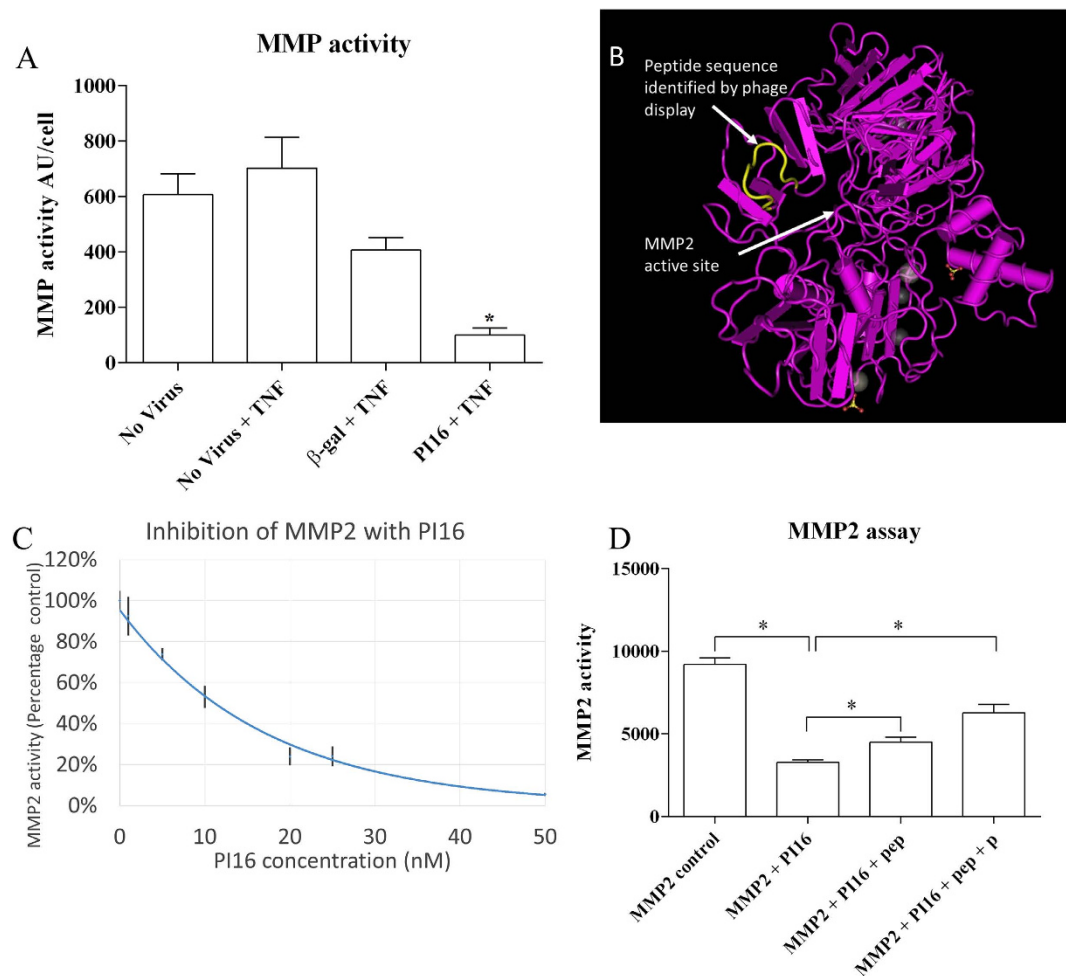 A
MMP activity
MMP activity AU/cell
1000
800
600
400
200
0
No Virus
No Virus + TNF
β-gal + TNF
PI16 + TNF
*
B
Peptide sequence
identified by phage
display
MMP2
active site
C
Inhibition of MMP2 with PI16
MMP2 activity (Percentage control)
120%
100%
80%
60%
40%
20%
0%
0
10
20
30
40
50
PI16 concentration (nM)
D
MMP2 assay
MMP2 activity
15000
10000
5000
0
*
*
*
MMP2 control
MMP2 + PI16
MMP2 + PI16 + pep
MMP2 + PI16 + pep + p